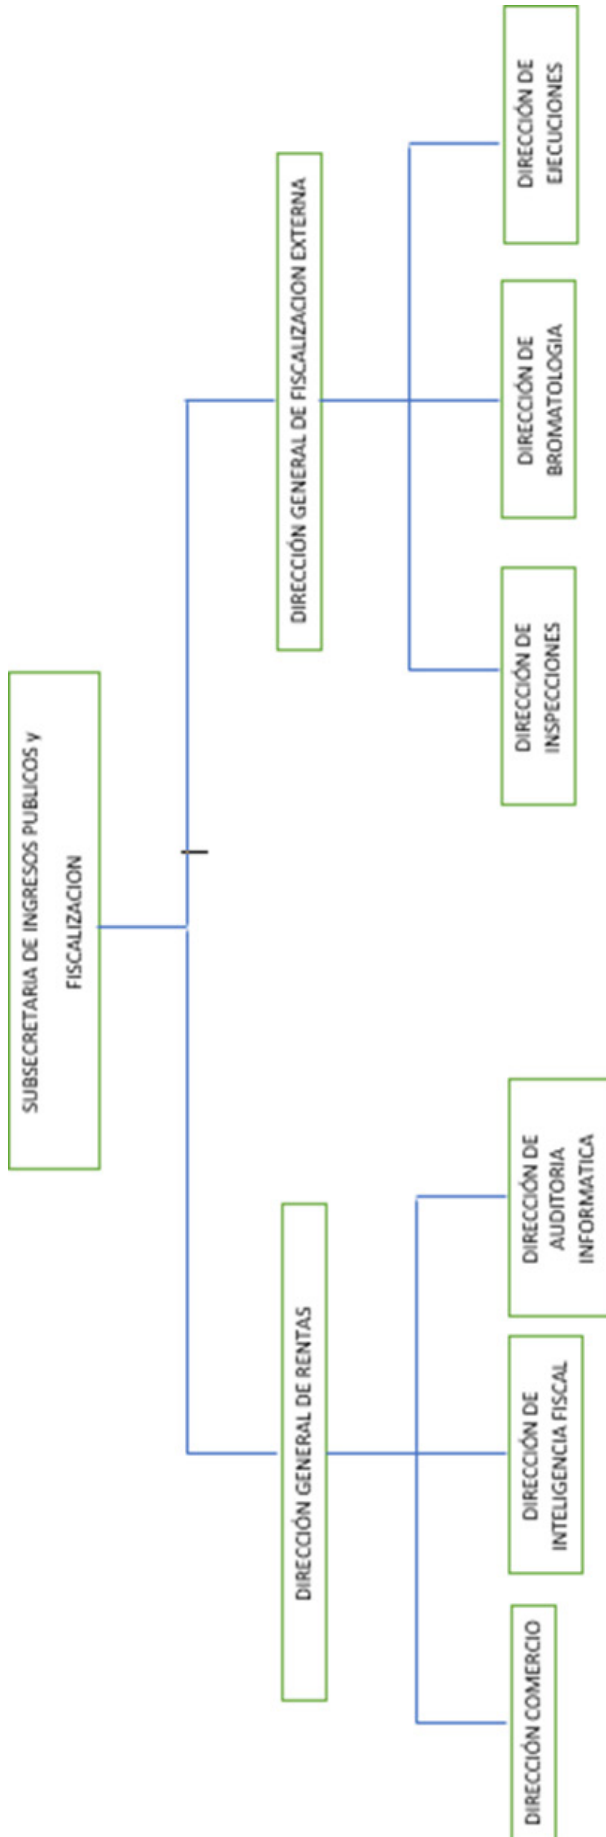 SUBSECRETARIA DE INGRESOS PUBLICOS y
FISCALIZACION
DIRECCIÓN GENERAL DE RENTAS
DIRECCIÓN GENERAL DE FISCALIZACION EXTERNA
DIRECCIÓN COMERCIO
DIRECCIÓN DE
INTELIGENCIA FISCAL
DIRECCIÓN DE
AUDITORIA
INFORMATICA
DIRECCIÓN DE
INSPECCIONES
DIRECCIÓN DE
BROMATOLOGIA
DIRECCIÓN DE
EJECUCIONES